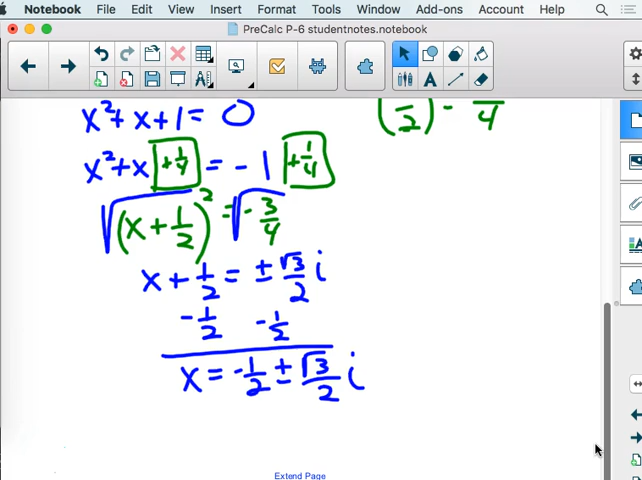 Notebook File Edit View Insert Format Tools Window Add-ons Account Help
PreCalc P-6 studentnotes.notebook
x² + x + 1 = 0
(‾/2) - ‾/4
x² + x +1/4 = -1 +1/4
√(x + 1/2)² = √-3/4
x + 1/2 = ± √3/2 i
-1/2 -1/2
x = -1/2 ± √3/2 i
Extend Page